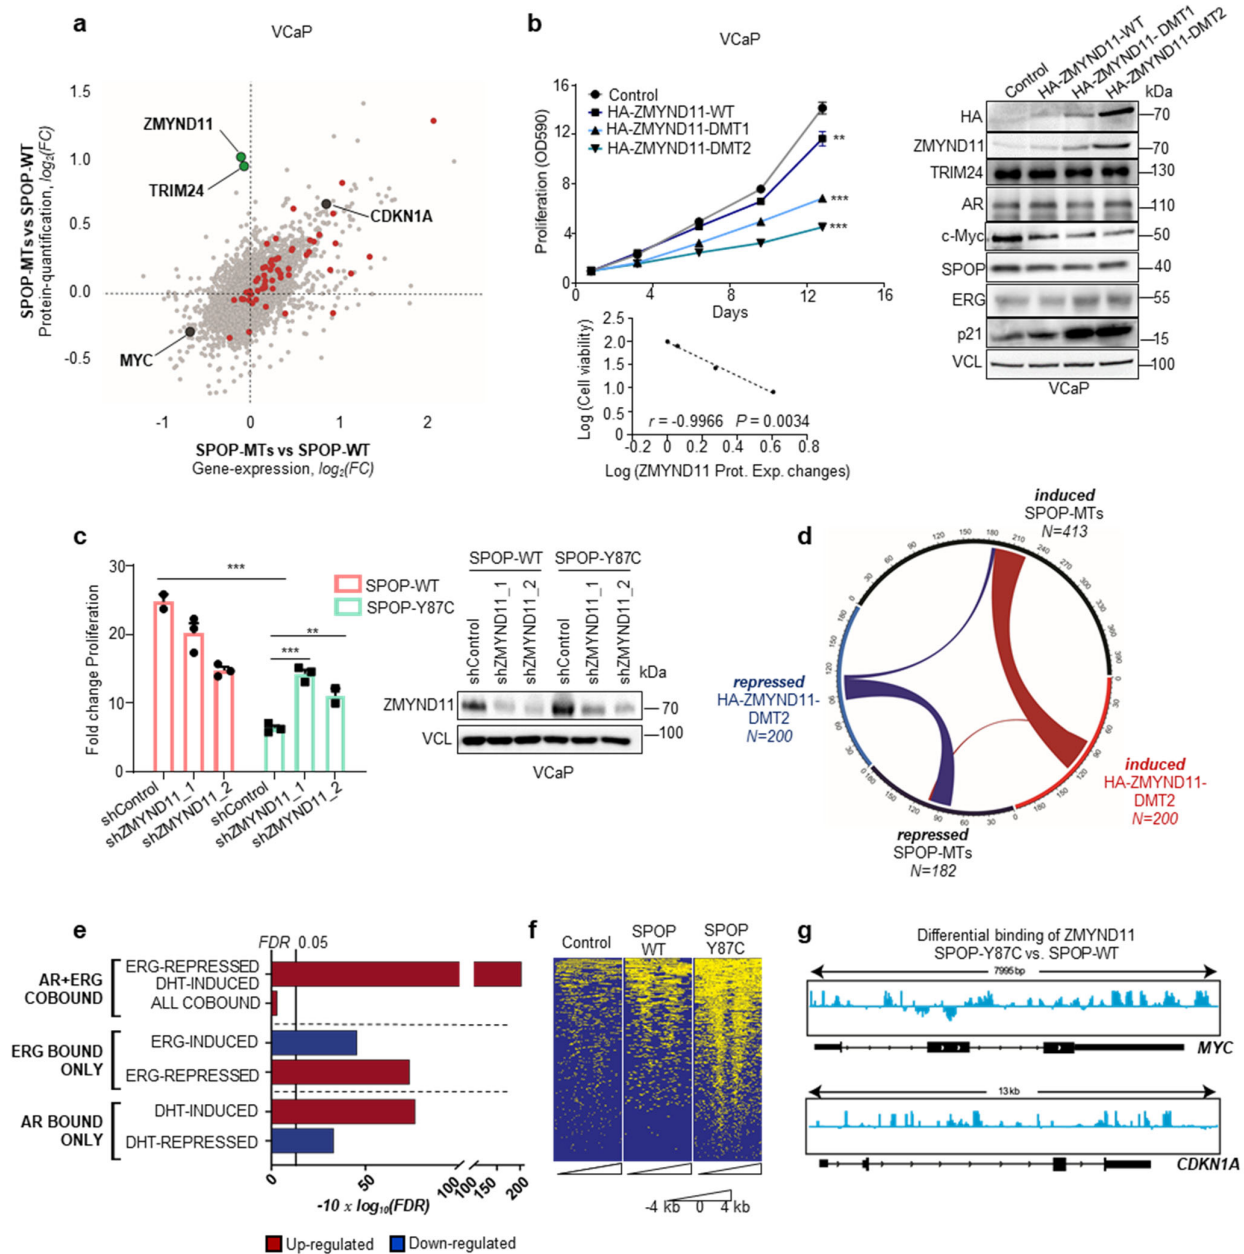 a
VCaP
1.5
1.0
0.5
0.0
-0.5
ZMYND11
TRIM24
CDKN1A
MYC
SPOP-MTs vs SPOP-WT
Protein-quantification, log2(FC)
-1
0
1
2
SPOP-MTs vs SPOP-WT
Gene-expression, log2(FC)
b
VCaP
16
12
8
4
0
Proliferation (OD590)
Control
HA-ZMYND11-WT
HA-ZMYND11-DMT1
HA-ZMYND11-DMT2
**
***
***
0
4
8
12
16
Days
2.5
2.0
1.5
1.0
0.5
0
Log (Cell viability)
r = -0.9966 P = 0.0034
-0.2
0
0.2
0.4
0.6
0.8
Log (ZMYND11 Prot. Exp. changes)
Control
HA-ZMYND11-WT
HA-ZMYND11- DMT1
HA-ZMYND11-DMT2
kDa
HA
70
ZMYND11
70
TRIM24
130
AR
110
c-Myc
50
SPOP
40
ERG
55
p21
15
VCL
100
VCaP
c
30
20
10
0
Fold change Proliferation
***
**
***
SPOP-WT
SPOP-Y87C
shControl
shZMYND11_1
shZMYND11_2
shControl
shZMYND11_1
shZMYND11_2
SPOP-WT
SPOP-Y87C
shControl
shZMYND11_1
shZMYND11_2
shControl
shZMYND11_1
shZMYND11_2
kDa
ZMYND11
70
VCL
100
VCaP
d
induced
SPOP-MTs
N=413
repressed
HA-ZMYND11-
DMT2
N=200
induced
HA-ZMYND11-
DMT2
N=200
repressed
SPOP-MTs
N=182
e
FDR 0.05
AR+ERG
COBOUND
ERG-REPRESSED
DHT-INDUCED
ALL COBOUND
ERG BOUND
ONLY
ERG-INDUCED
ERG-REPRESSED
AR BOUND
ONLY
DHT-INDUCED
DHT-REPRESSED
0
50
100
100
150
200
-10 x log10(FDR)
Up-regulated
Down-regulated
f
Control
SPOP
WT
SPOP
Y87C
-4 kb 0 4 kb
g
Differential binding of ZMYND11
SPOP-Y87C vs. SPOP-WT
7995 bp
MYC
13 kb
CDKN1A